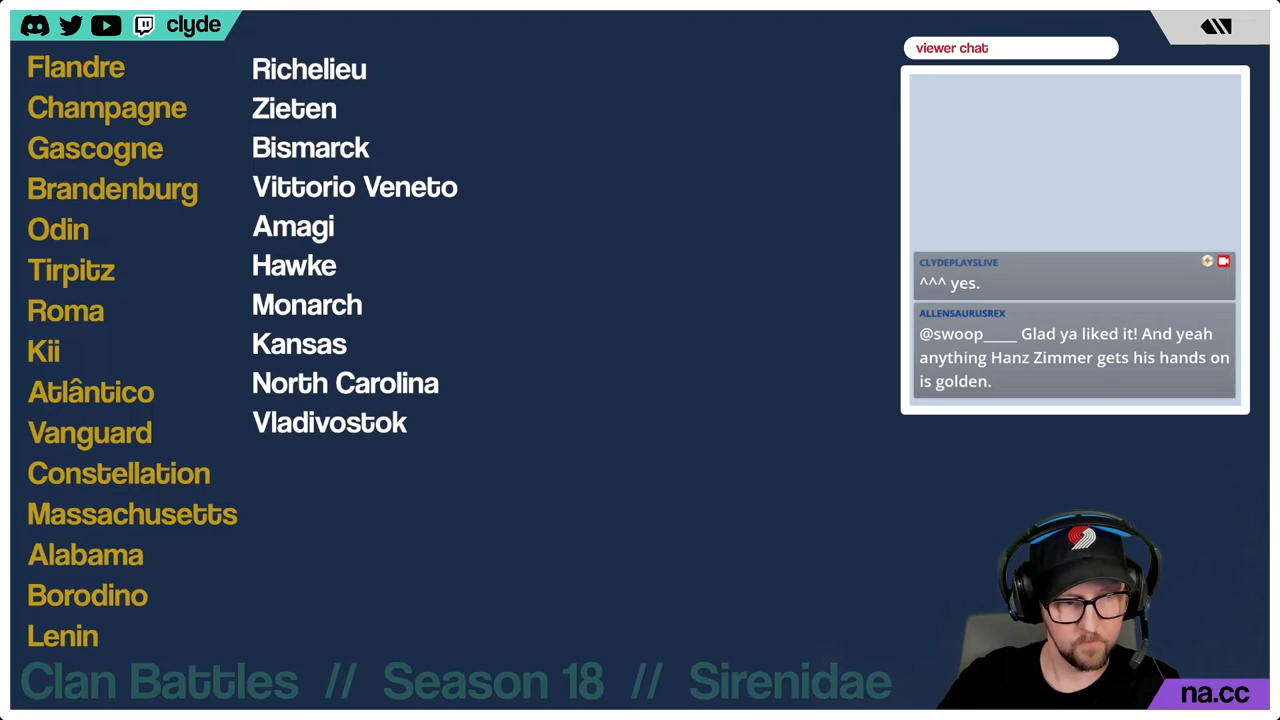 clyde
Flandre
Champagne
Gascogne
Brandenburg
Odin
Tirpitz
Roma
Kii
Atlântico
Vanguard
Constellation
Massachusetts
Alabama
Borodino
Lenin
Richelieu
Zieten
Bismarck
Vittorio Veneto
Amagi
Hawke
Monarch
Kansas
North Carolina
Vladivostok
viewer chat
CLYDEPLAYSLIVE
^^^ yes.
ALLENSAURUSREX
@swoop____ Glad ya liked it! And yeah
anything Hanz Zimmer gets his hands on
is golden.
Clan Battles // Season 18 // Sirenidae
na.cc